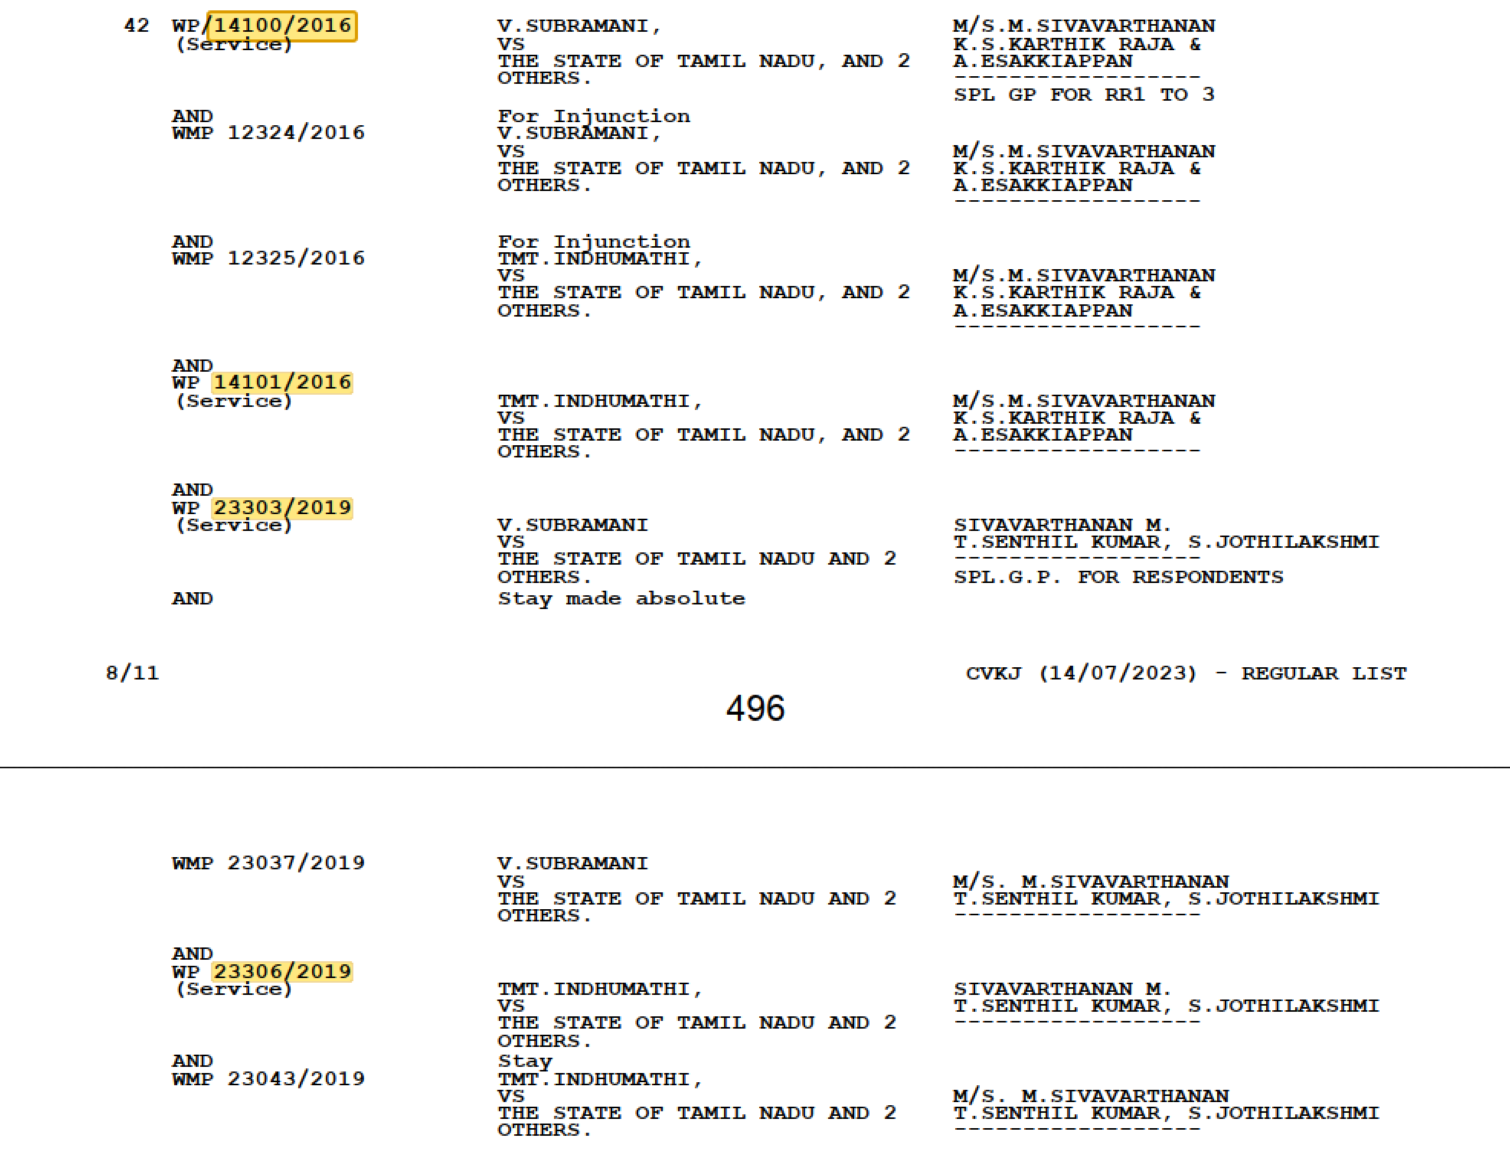 42 WP/14100/2016 V.SUBRAMANI, M/S.M.SIVAVARTHANAN
(Service) VS K.S.KARTHIK RAJA &
THE STATE OF TAMIL NADU, AND 2 A.ESAKKIAPPAN
OTHERS. ------------------
SPL GP FOR RR1 TO 3
AND For Injunction
WMP 12324/2016 V.SUBRAMANI,
VS M/S.M.SIVAVARTHANAN
THE STATE OF TAMIL NADU, AND 2 K.S.KARTHIK RAJA &
OTHERS. A.ESAKKIAPPAN
------------------
AND For Injunction
WMP 12325/2016 TMT.INDHUMATHI,
VS M/S.M.SIVAVARTHANAN
THE STATE OF TAMIL NADU, AND 2 K.S.KARTHIK RAJA &
OTHERS. A.ESAKKIAPPAN
------------------
AND
WP 14101/2016
(Service) TMT.INDHUMATHI, M/S.M.SIVAVARTHANAN
VS K.S.KARTHIK RAJA &
THE STATE OF TAMIL NADU, AND 2 A.ESAKKIAPPAN
OTHERS. ------------------
AND
WP 23303/2019
(Service) V.SUBRAMANI SIVAVARTHANAN M.
VS T.SENTHIL KUMAR, S.JOTHILAKSHMI
THE STATE OF TAMIL NADU AND 2 ------------------
OTHERS. SPL.G.P. FOR RESPONDENTS
AND Stay made absolute
8/11 CVKJ (14/07/2023) - REGULAR LIST
496
WMP 23037/2019 V.SUBRAMANI
VS M/S. M.SIVAVARTHANAN
THE STATE OF TAMIL NADU AND 2 T.SENTHIL KUMAR, S.JOTHILAKSHMI
OTHERS. ------------------
AND
WP 23306/2019
(Service) TMT.INDHUMATHI, SIVAVARTHANAN M.
VS T.SENTHIL KUMAR, S.JOTHILAKSHMI
THE STATE OF TAMIL NADU AND 2 ------------------
OTHERS.
AND Stay
WMP 23043/2019 TMT.INDHUMATHI,
VS M/S. M.SIVAVARTHANAN
THE STATE OF TAMIL NADU AND 2 T.SENTHIL KUMAR, S.JOTHILAKSHMI
OTHERS. ------------------